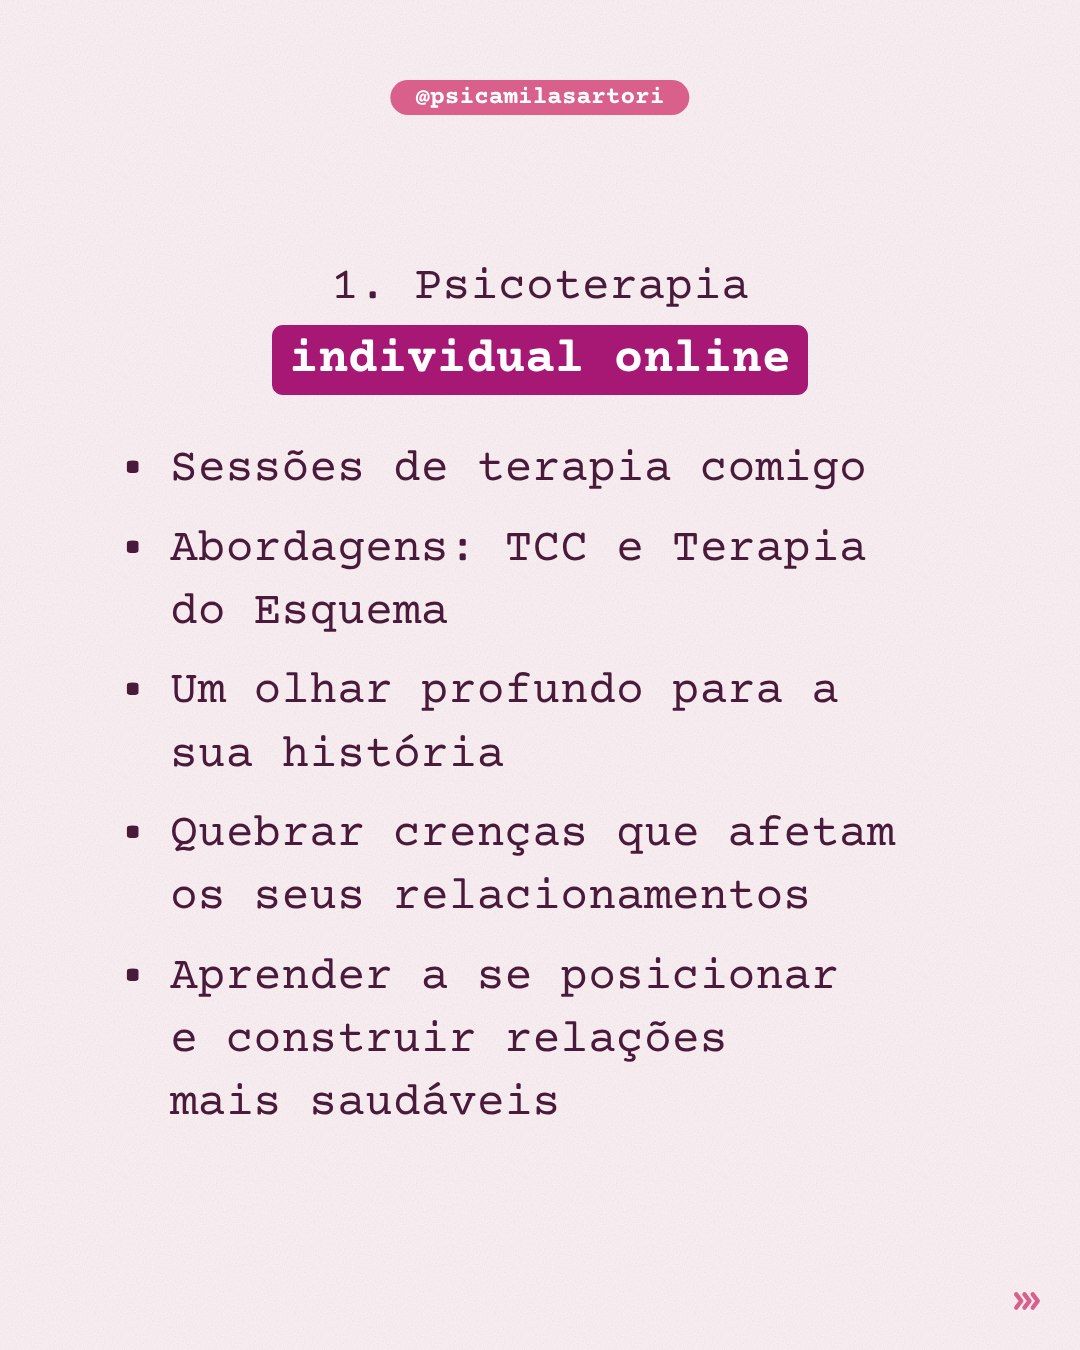 @psicamilasartori
1. Psicoterapia
individual online
▪ Sessões de terapia comigo
▪ Abordagens: TCC e Terapia
do Esquema
▪ Um olhar profundo para a
sua história
▪ Quebrar crenças que afetam
os seus relacionamentos
▪ Aprender a se posicionar
e construir relações
mais saudáveis